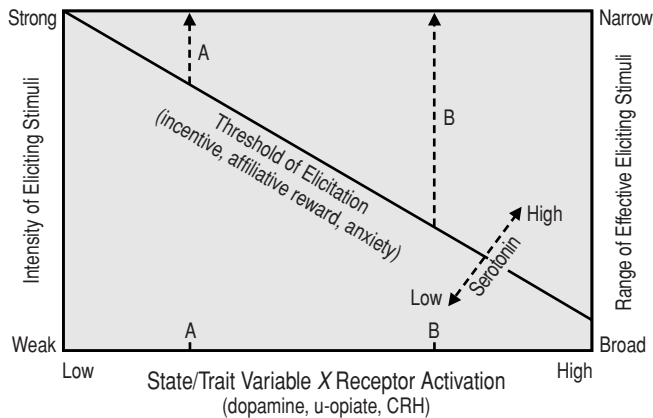 Strong
Narrow
A
B
Intensity of Eliciting Stimuli
Threshold of Elicitation
(incentive, affiliative reward, anxiety)
Range of Effective Eliciting Stimuli
High
Serotonin
Low
A
B
Weak
Broad
Low
High
State/Trait Variable X Receptor Activation
(dopamine, u-opiate, CRH)